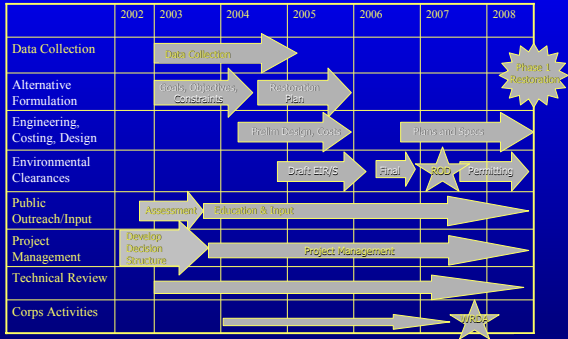 2002 2003 2004 2005 2006 2007 2008
Data Collection
Data Collection
Phase 1
Restoration
Alternative
Formulation
Goals, Objectives,
Constraints
Restoration
Plan
Engineering,
Costing, Design
Prelim Design, Costs
Plans and Specs
Environmental
Clearances
Draft EIR/S
Final
ROD
Permitting
Public
Outreach/Input
Assessment
Education & Input
Project
Management
Develop
Decision
Structure
Project Management
Technical Review
Corps Activities
WRDA